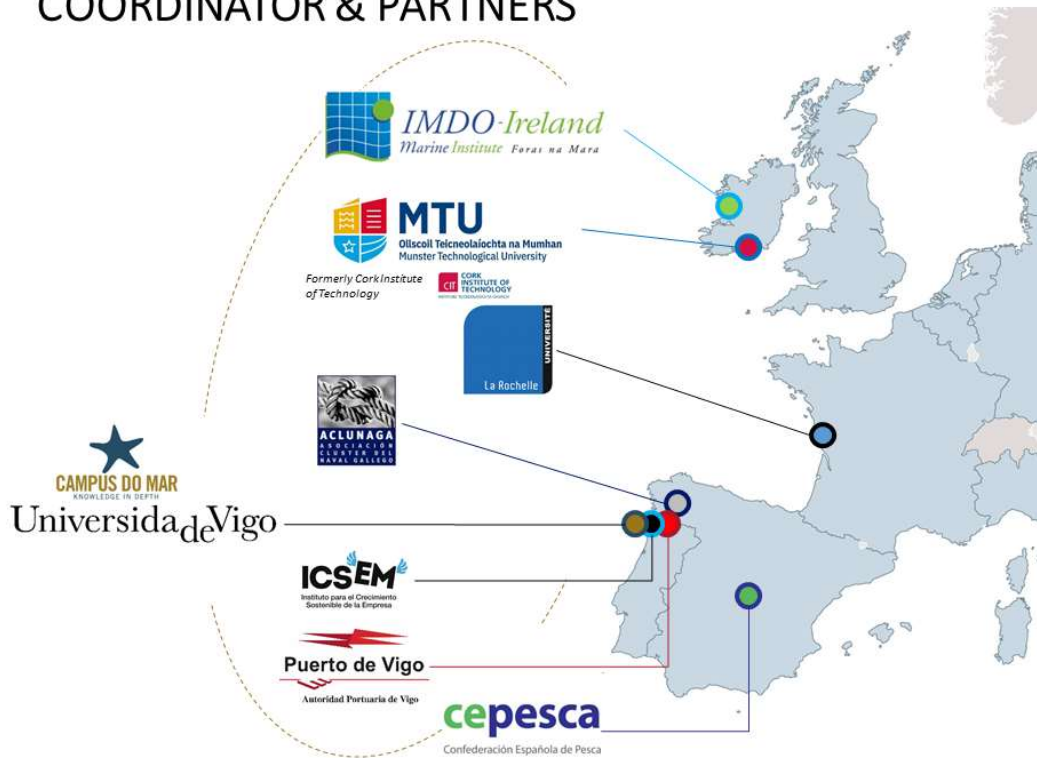 COORDINATOR & PARTNERS
IMDO-Ireland
Marine Institute Foras na Mara
MTU
Ollscoil Teicneolaíochta na Mumhan
Munster Technological University
Formerly Cork Institute
of Technology
CIT
CORK
INSTITUTE OF
TECHNOLOGY
UNIVERSITÉ
La Rochelle
ACLUNAGA
ASOCIACIÓN
CLUSTER DEL
NAVAL GALLEGO
CAMPUS DO MAR
KNOWLEDGE IN DEPTH
UniversidadeVigo
ICSEM
Instituto para el Crecimiento
Sostenible de la Empresa
Puerto de Vigo
Autoridad Portuaria de Vigo
cepesca
Confederación Española de Pesca